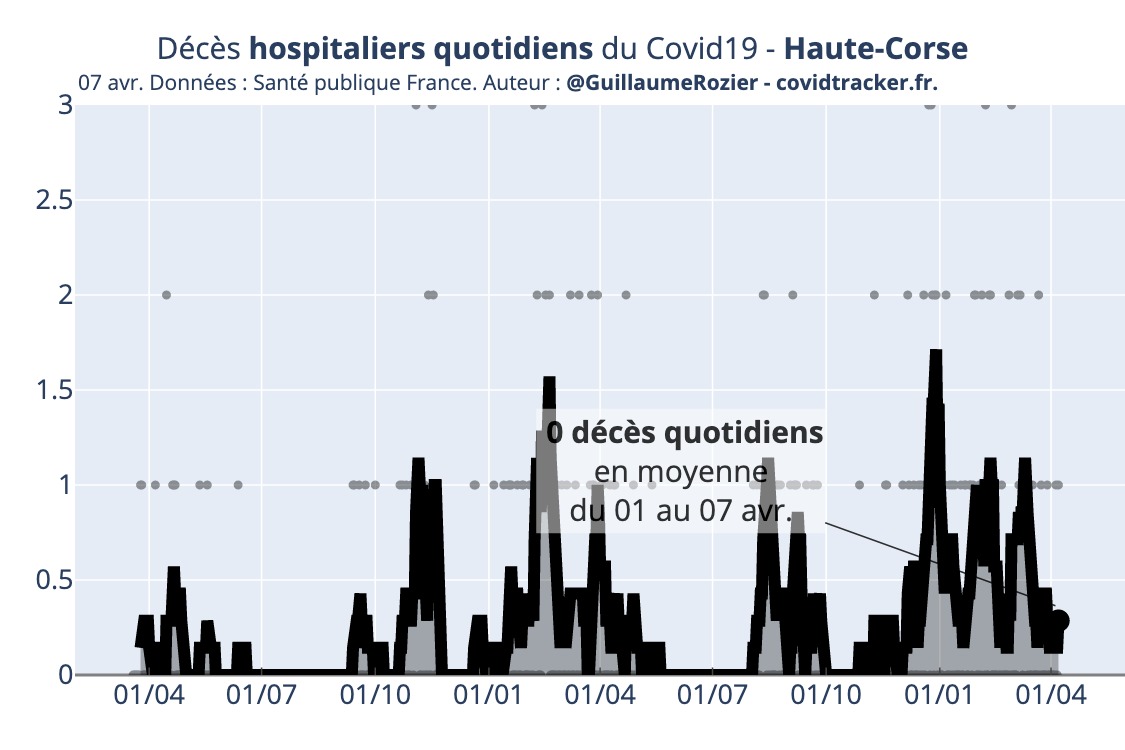 Décès hospitaliers quotidiens du Covid19 - Haute-Corse
07 avr. Données : Santé publique France. Auteur : @GuillaumeRozier - covidtracker.fr.
3
2.5
2
1.5
0 décès quotidiens
en moyenne
1
du 01 au 07 avr.
0.5
0
01/04 01/07 01/10 01/01 01/04 01/07 01/10 01/01 01/04